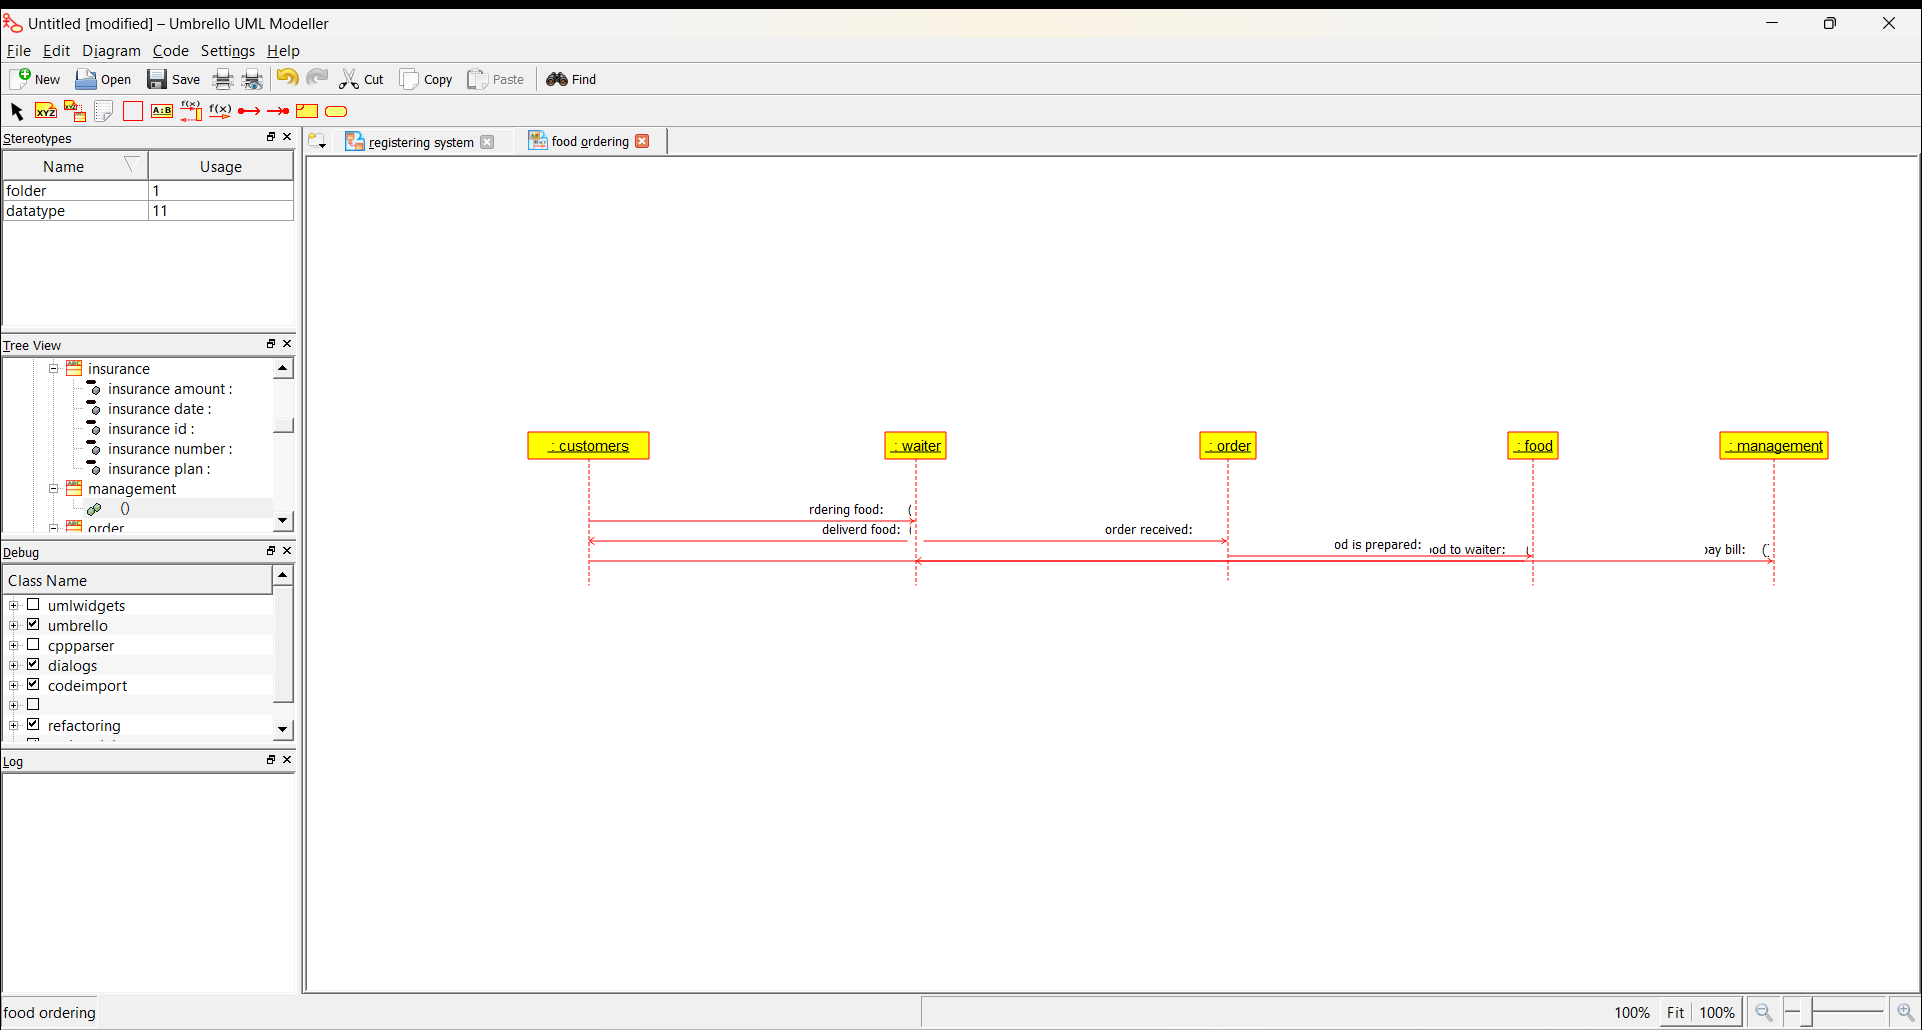 Untitled [modified] – Umbrello UML Modeller
File Edit Diagram Code Settings Help
New Open Save Cut Copy Paste Find
XYZ XYZ A:B f(x) f(x)
Stereotypes
registering system food ordering
Name Usage
folder 1
datatype 11
Tree View
insurance
insurance amount :
insurance date :
insurance id :
insurance number :
insurance plan :
management
()
order
: customers : waiter : order : food : management
rdering food: (
deliverd food: (
order received:
od is prepared:
od to waiter: (
pay bill: ()
Debug
Class Name
umlwidgets
umbrello
cppparser
dialogs
codeimport
refactoring
Log
food ordering 100% Fit 100%